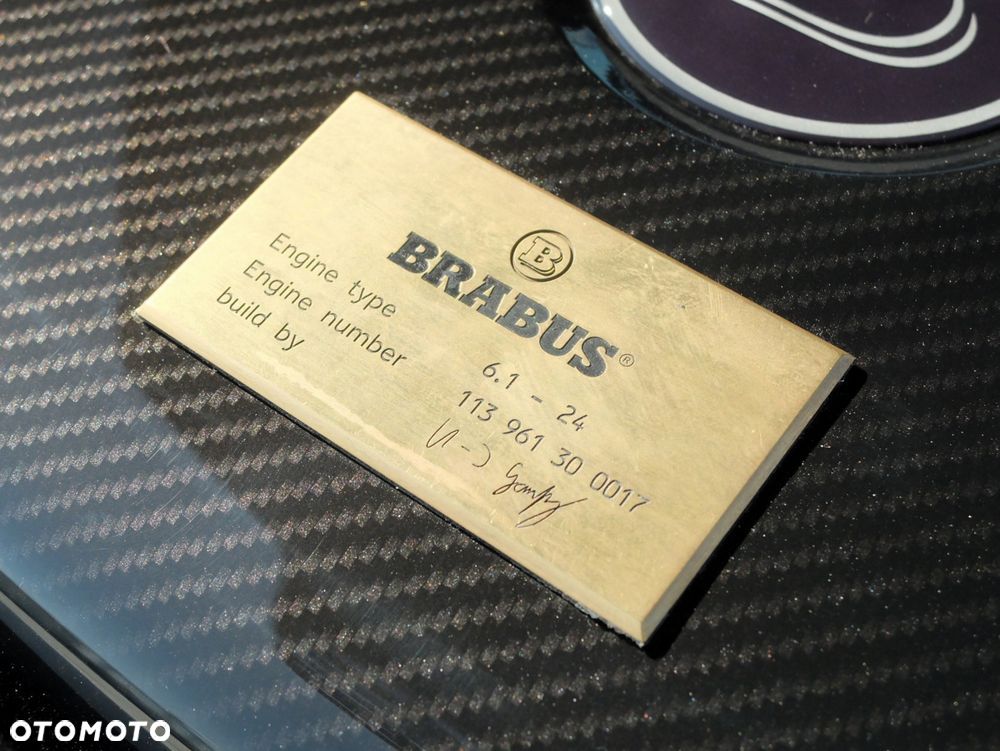 B
BRABUS®
Engine type 6.1 - 24
Engine number 113 961 30 0017
build by
OTOMOTO